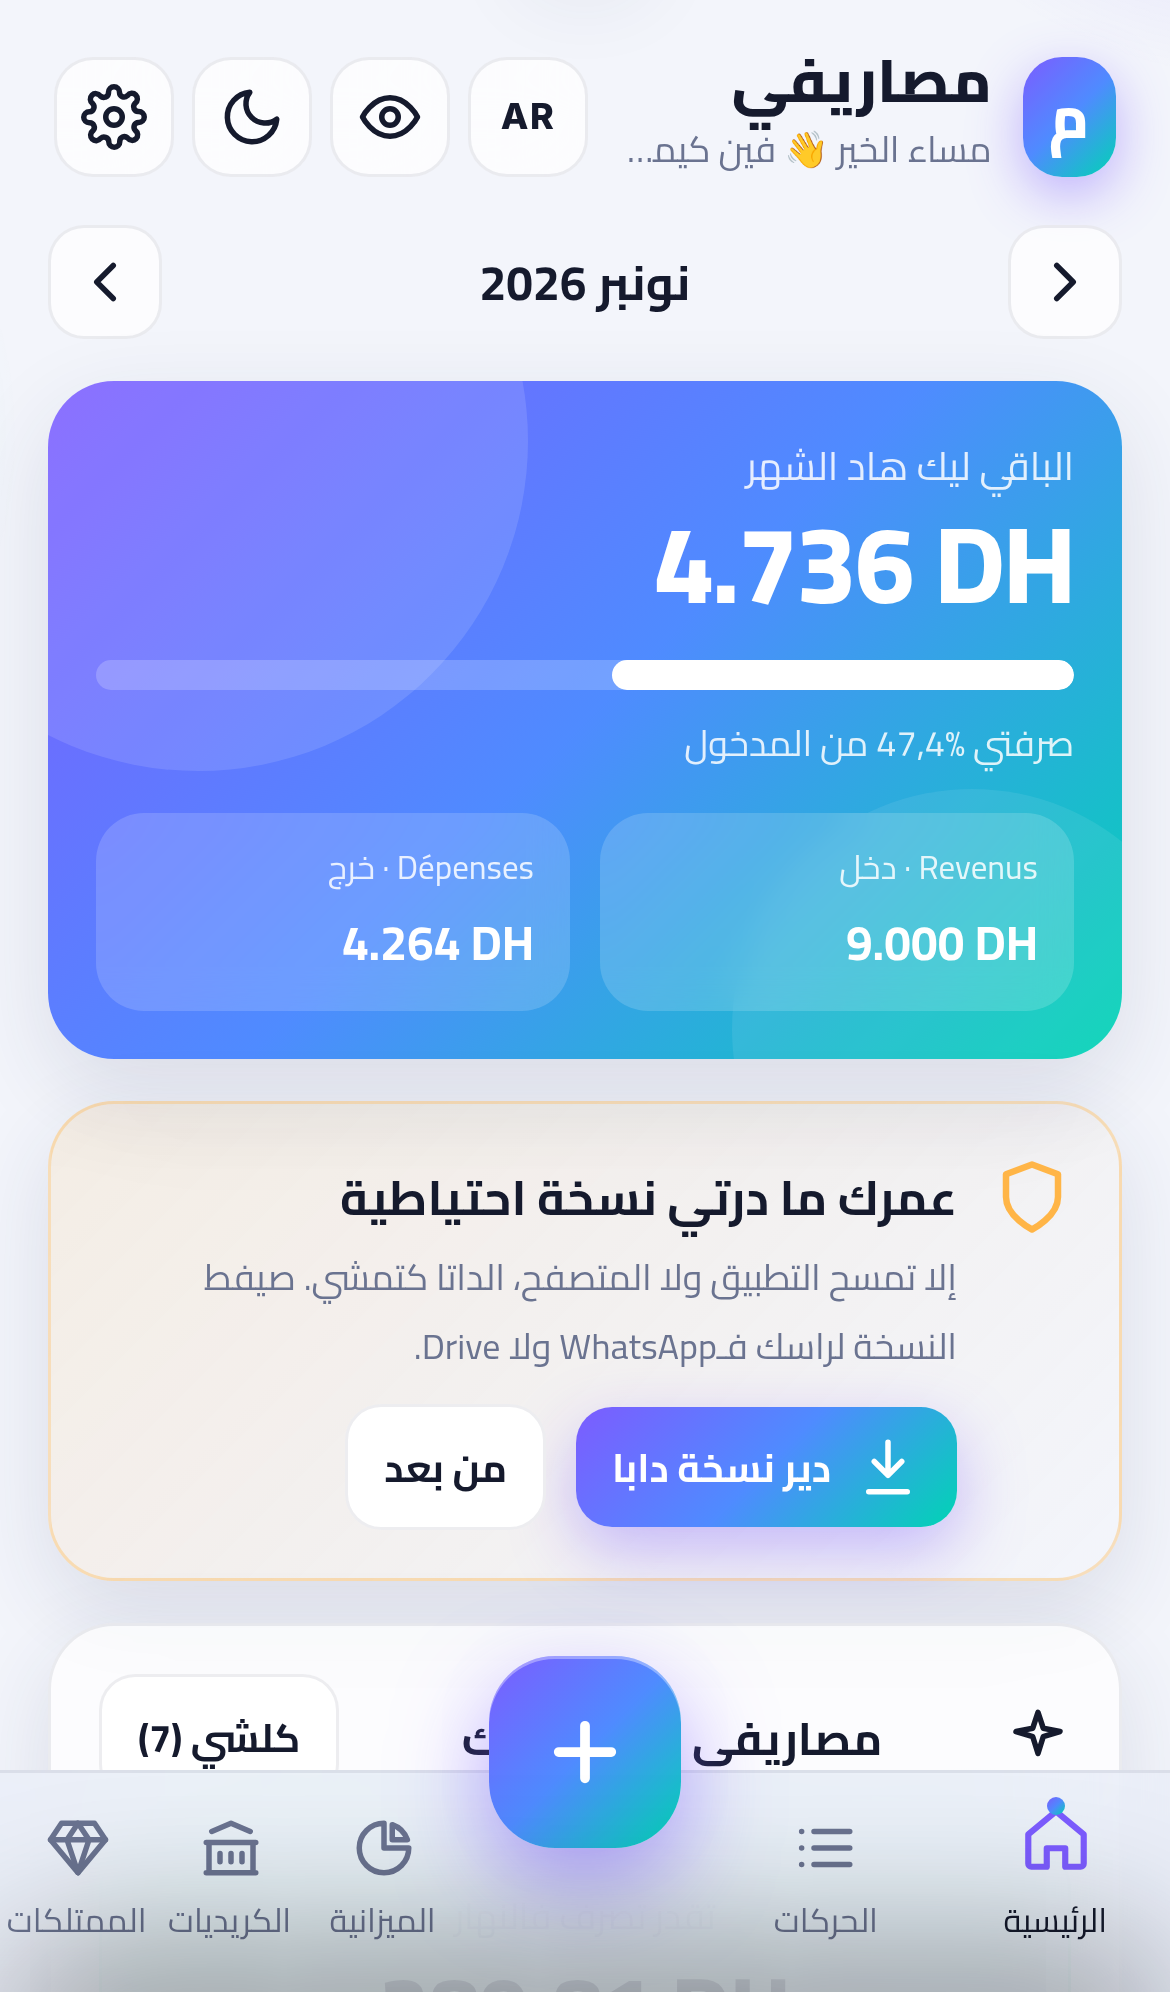 م
مصاريفي
مساء الخير 👋 فين كيمـ...
AR
نونبر 2026
الباقي ليك هاد الشهر
4.736 DH
صرفتي 47,4% من المدخول
Revenus · دخل
9.000 DH
Dépenses · خرج
4.264 DH
عمرك ما درتي نسخة احتياطية
إلا تمسح التطبيق ولا المتصفح، الداتا كتمشي. صيفط
النسخة لراسك فـWhatsApp ولا Drive.
دير نسخة دابا
من بعد
مصاريفي
كلشي (7)
الرئيسية
الحركات
الميزانية
الكريديات
الممتلكات